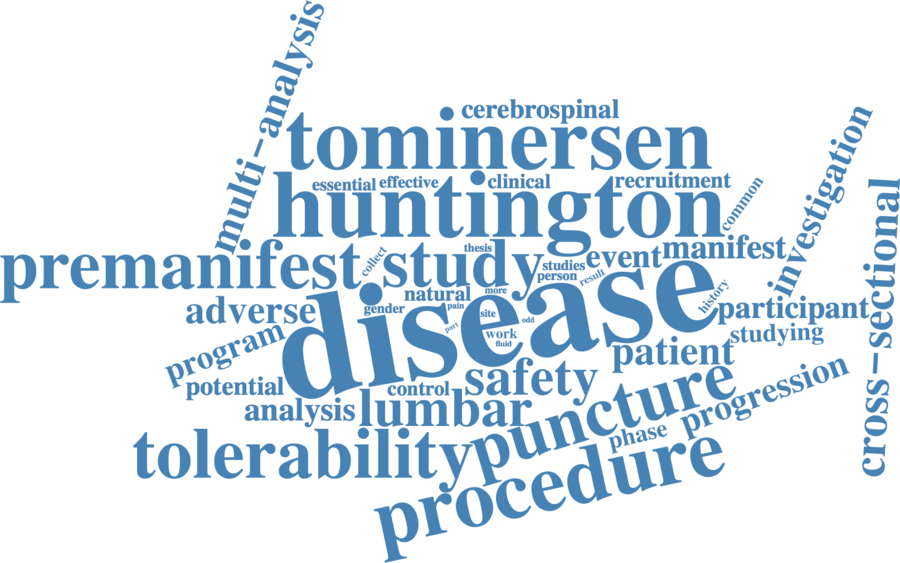 multi-analysis
cerebrospinal
tominersen
essential effective clinical recruitment
huntington
common
investigation
cross-sectional
premanifest
collect
study
thesis
studies
person
event
manifest
result
history
adverse
gender
natural
pain
more
site
part
odd
work
fluid
disease
participant
studying
program
potential
control
safety
patient
analysis
lumbar
puncture
phase
progression
tolerability
procedure